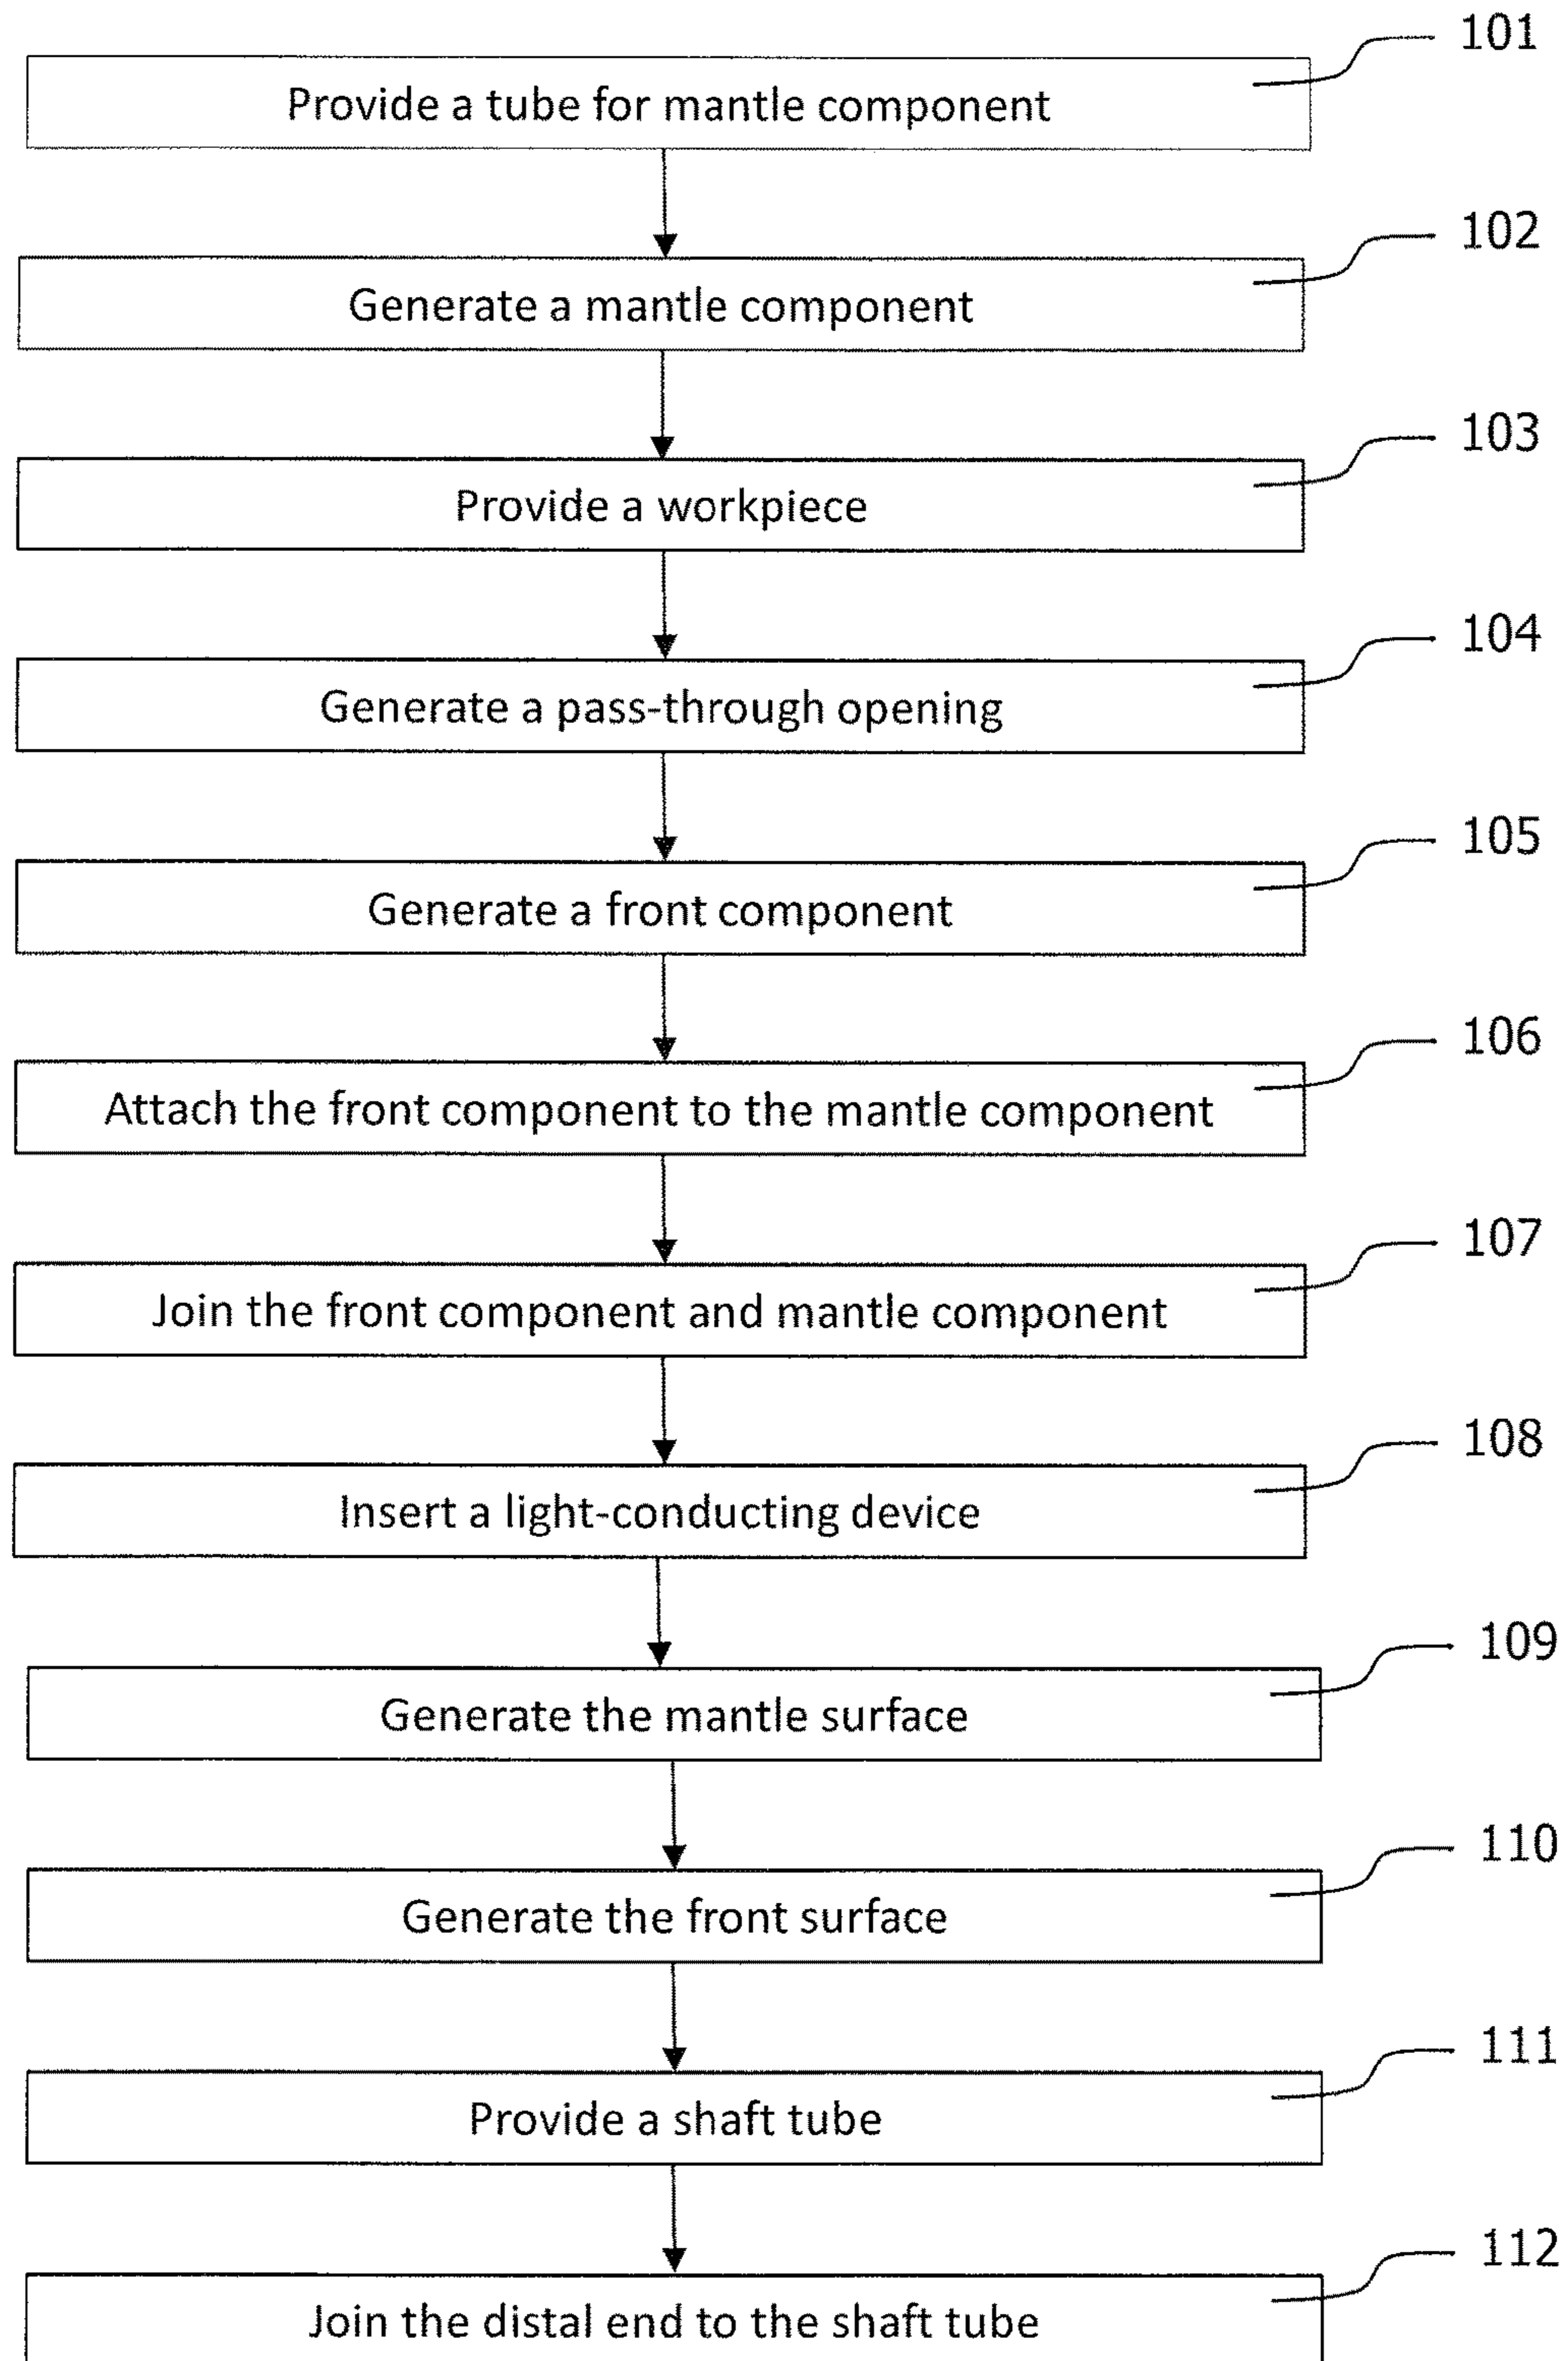 101
Provide a tube for mantle component
102
Generate a mantle component
103
Provide a workpiece
104
Generate a pass-through opening
105
Generate a front component
106
Attach the front component to the mantle component
107
Join the front component and mantle component
108
Insert a light-conducting device
109
Generate the mantle surface
110
Generate the front surface
111
Provide a shaft tube
112
Join the distal end to the shaft tube